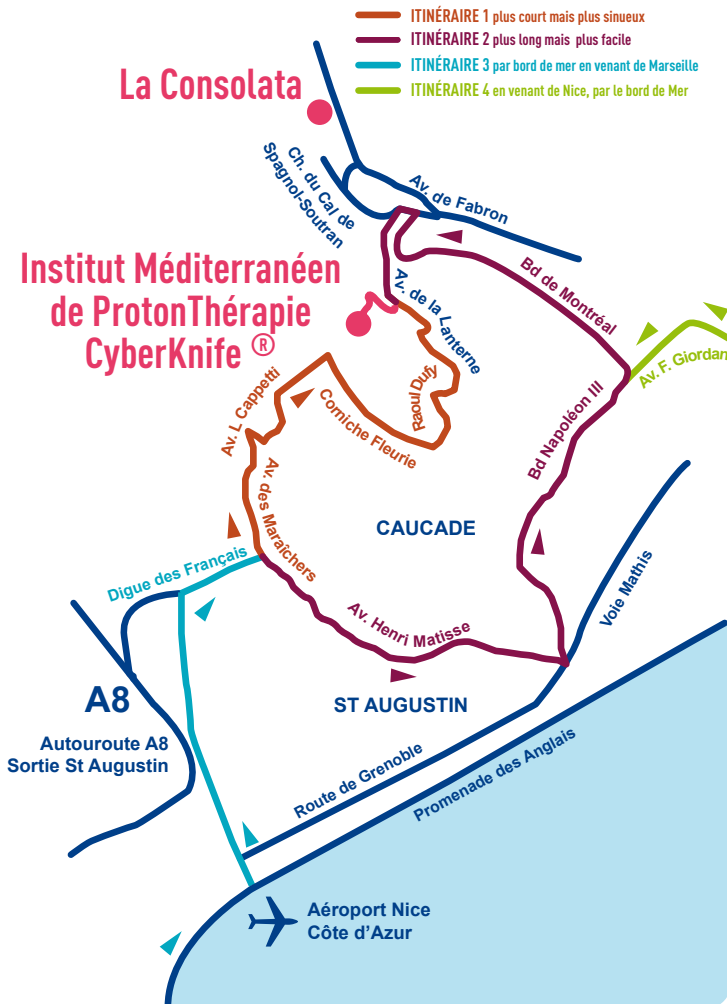 ITINÉRAIRE 1 plus court mais plus sinueux
ITINÉRAIRE 2 plus long mais plus facile
ITINÉRAIRE 3 par bord de mer en venant de Marseille
ITINÉRAIRE 4 en venant de Nice, par le bord de Mer
La Consolata
Ch. du Cal de
Spagnol-Soutran
Av. de Fabron
Institut Méditerranéen
de ProtonThérapie
CyberKnife ®
Av. de la Lanterne
Bd de Montréal
Av. F. Giordan
Raoul Dufy
Av. L Cappetti
Corniche Fleurie
Bd Napoléon III
Av. des Maraîchers
CAUCADE
Digue des Français
Voie Mathis
Av. Henri Matisse
A8
Autouroute A8
Sortie St Augustin
ST AUGUSTIN
Route de Grenoble
Promenade des Anglais
Aéroport Nice
Côte d'Azur